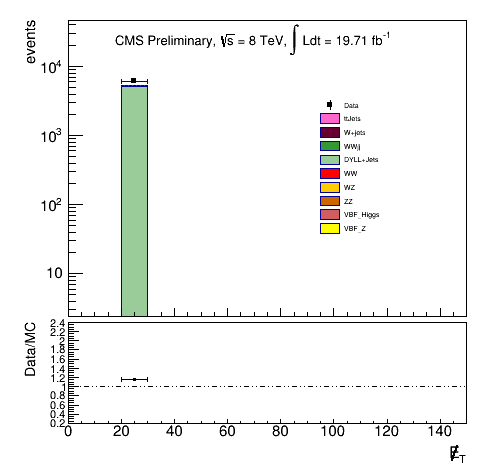 events
CMS Preliminary, √s = 8 TeV, ∫ Ldt = 19.71 fb⁻¹
10⁴
10³
10²
10
Data
ttJets
W+jets
WWjj
DYLL+Jets
WW
WZ
ZZ
VBF_Higgs
VBF_Z
Data/MC
2.4
2.2
2
1.8
1.6
1.4
1.2
1
0.8
0.6
0.4
0.2
0 20 40 60 80 100 120 140
E̸_T